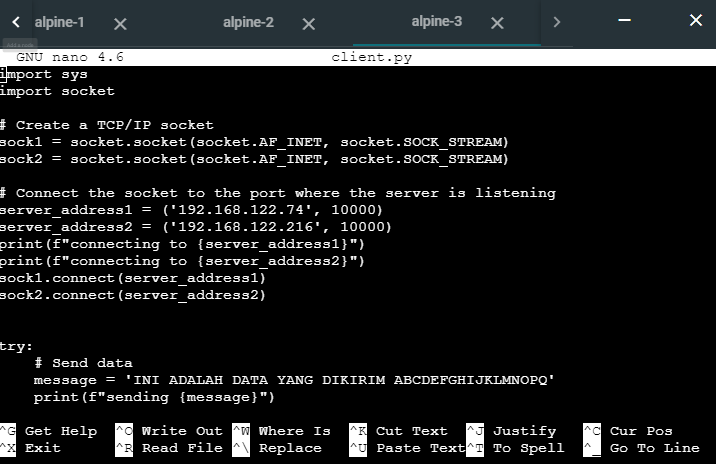 alpine-1
alpine-2
alpine-3
GNU nano 4.6 client.py
import sys
import socket
# Create a TCP/IP socket
sock1 = socket.socket(socket.AF_INET, socket.SOCK_STREAM)
sock2 = socket.socket(socket.AF_INET, socket.SOCK_STREAM)
# Connect the socket to the port where the server is listening
server_address1 = ('192.168.122.74', 10000)
server_address2 = ('192.168.122.216', 10000)
print(f"connecting to {server_address1}")
print(f"connecting to {server_address2}")
sock1.connect(server_address1)
sock2.connect(server_address2)
try:
# Send data
message = 'INI ADALAH DATA YANG DIKIRIM ABCDEFGHIJKLMNOPQ'
print(f"sending {message}")
^G Get Help ^O Write Out ^W Where Is ^K Cut Text ^J Justify ^C Cur Pos
^X Exit ^R Read File ^\ Replace ^U Paste Text ^T To Spell ^_ Go To Line